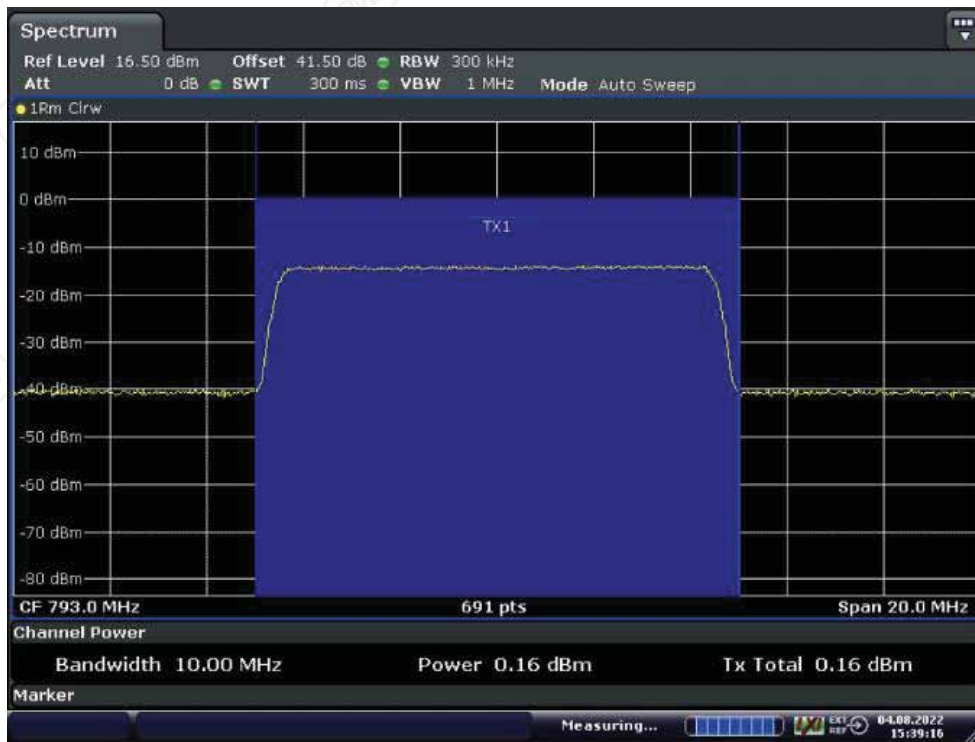 Spectrum
Ref Level 16.50 dBm Offset 41.50 dB RBW 300 kHz
Att 0 dB SWT 300 ms VBW 1 MHz Mode Auto Sweep
1Rm Clrw
10 dBm
0 dBm
TX1
-10 dBm
-20 dBm
-30 dBm
-40 dBm
-50 dBm
-60 dBm
-70 dBm
-80 dBm
CF 793.0 MHz 691 pts Span 20.0 MHz
Channel Power
Bandwidth 10.00 MHz Power 0.16 dBm Tx Total 0.16 dBm
Marker
Measuring... EXT REF 04.08.2022
15:39:16